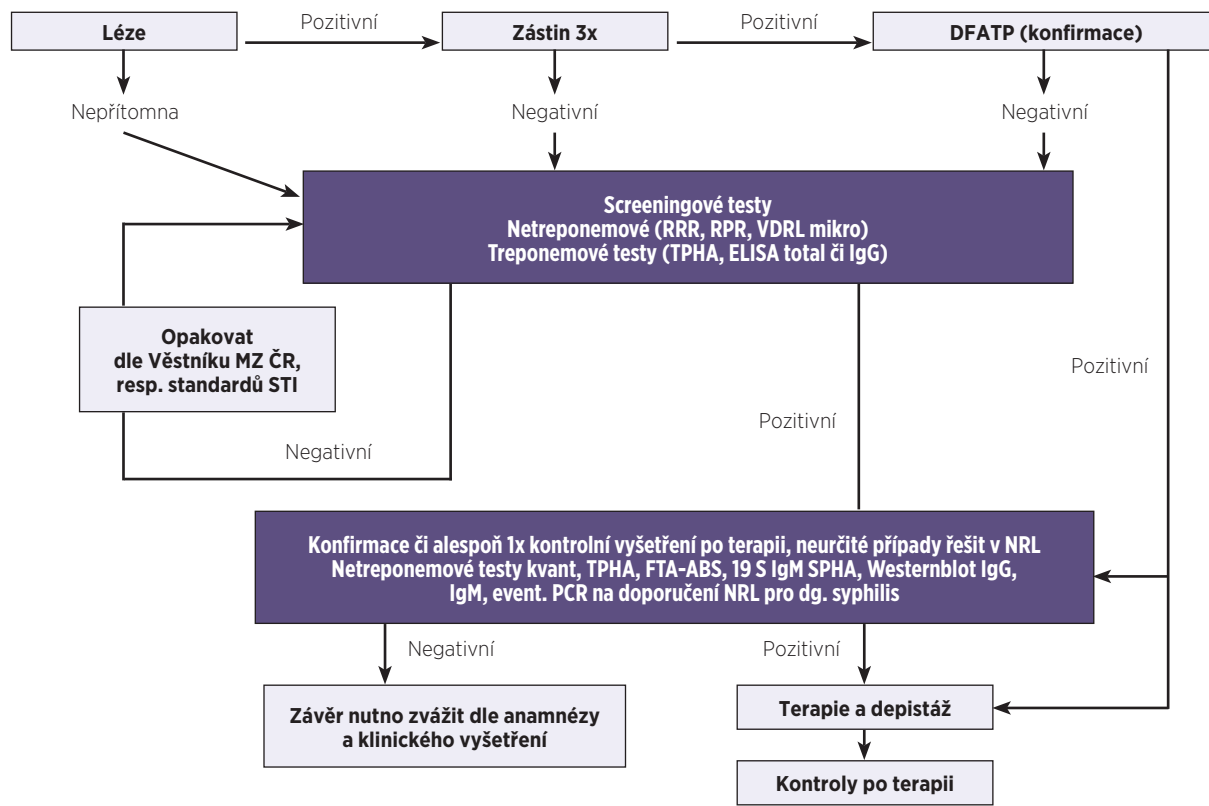 Léze
Pozitivní
Zástin 3x
Pozitivní
DFATP (konfirmace)
Nepřítomna
Negativní
Negativní
Screeningové testy
Netreponemové (RRR, RPR, VDRL mikro)
Treponemové testy (TPHA, ELISA total či IgG)
Opakovat
dle Věstníku MZ ČR,
resp. standardů STI
Pozitivní
Pozitivní
Negativní
Konfirmace či alespoň 1x kontrolní vyšetření po terapii, neurčité případy řešit v NRL
Netreponemové testy kvant, TPHA, FTA-ABS, 19 S IgM SPHA, Westernblot IgG,
IgM, event. PCR na doporučení NRL pro dg. syphilis
Negativní
Pozitivní
Závěr nutno zvážit dle anamnézy
a klinického vyšetření
Terapie a depistáž
Kontroly po terapii